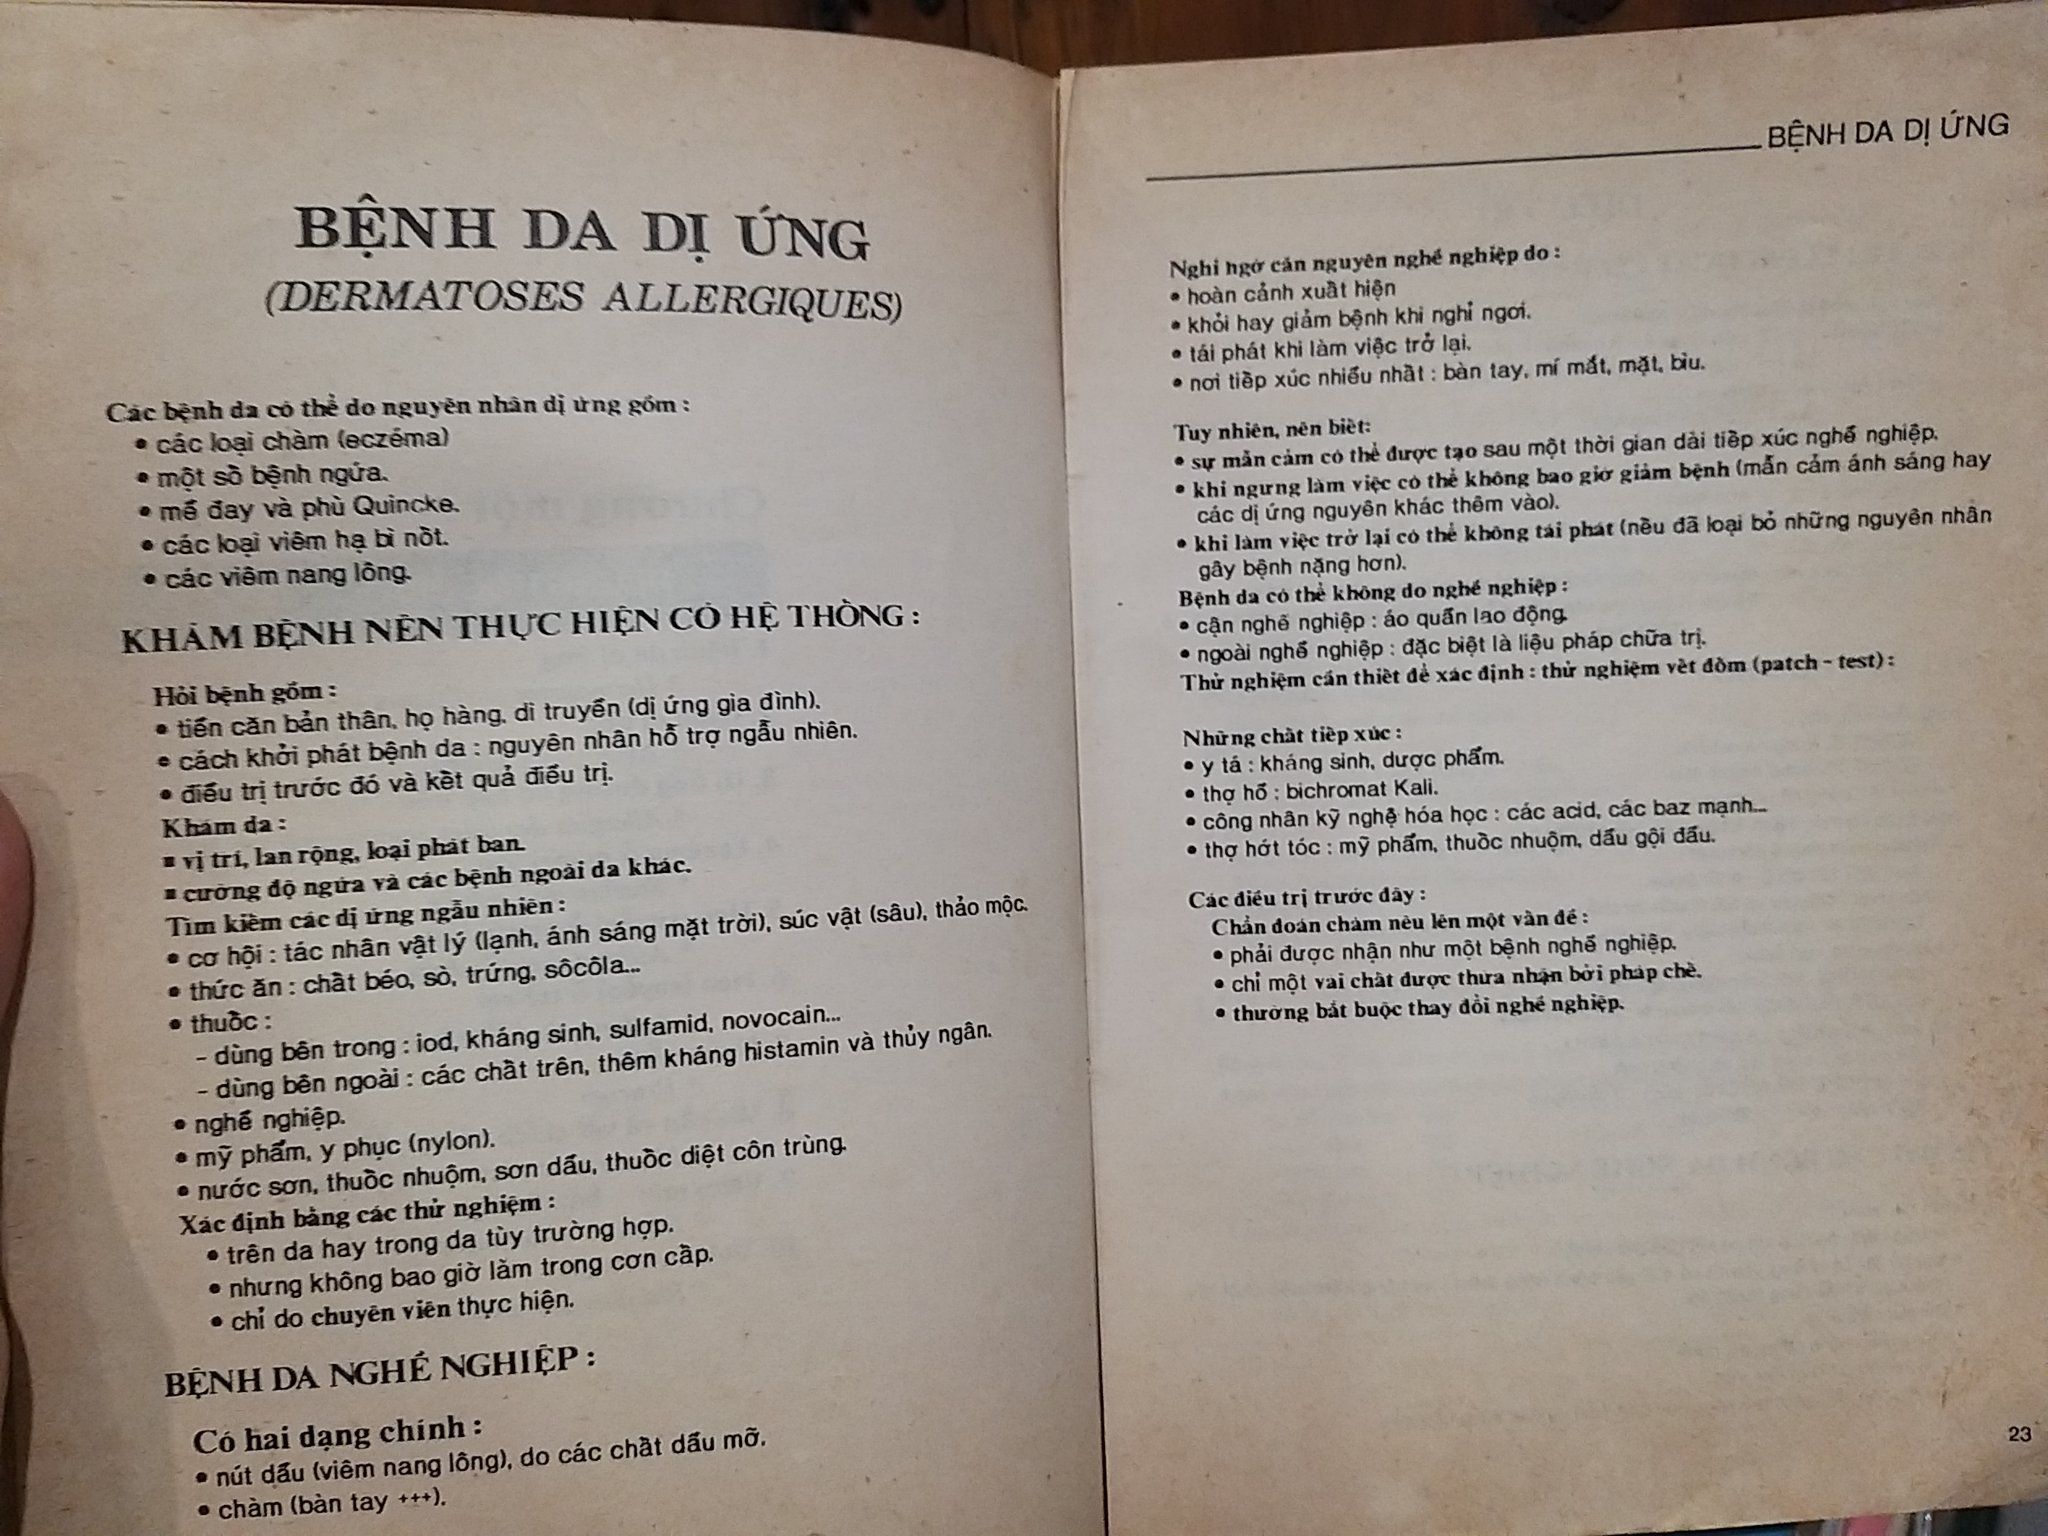 BỆNH DA DỊ ỨNG
(DERMATOSES ALLERGIQUES)
Các bệnh da có thể do nguyên nhân dị ứng gồm :
• các loại chàm (eczéma)
• một số bệnh ngứa.
• mề đay và phù Quincke.
• các loại viêm hạ bì nốt.
• các viêm nang lông.
KHÁM BỆNH NÊN THỰC HIỆN CÓ HỆ THỐNG :
Hỏi bệnh gồm :
• tiền căn bản thân, họ hàng, di truyền (dị ứng gia đình).
• cách khởi phát bệnh da : nguyên nhân hỗ trợ ngẫu nhiên.
• điều trị trước đó và kết quả điều trị.
Khám da :
▪ vị trí, lan rộng, loại phát ban.
▪ cường độ ngứa và các bệnh ngoài da khác.
Tìm kiếm các dị ứng ngẫu nhiên :
• cơ hội : tác nhân vật lý (lạnh, ánh sáng mặt trời), súc vật (sâu), thảo mộc.
• thức ăn : chất béo, sò, trứng, sôcôla...
• thuốc :
– dùng bên trong : iod, kháng sinh, sulfamid, novocain...
– dùng bên ngoài : các chất trên, thêm kháng histamin và thủy ngân.
• nghề nghiệp.
• mỹ phẩm, y phục (nylon).
• nước sơn, thuốc nhuộm, sơn dầu, thuốc diệt côn trùng.
Xác định bằng các thử nghiệm :
• trên da hay trong da tùy trường hợp.
• nhưng không bao giờ lăm trong cơn cấp.
• chỉ do chuyên viên thực hiện.
BỆNH DA NGHỀ NGHIỆP :
Có hai dạng chính :
• nút dầu (viêm nang lông), do các chất dầu mỡ.
• chàm (bàn tay +++).
BỆNH DA DỊ ỨNG
Nghi ngờ căn nguyên nghề nghiệp do :
• hoàn cảnh xuất hiện
• khỏi hay giảm bệnh khi nghỉ ngơi.
• tái phát khi làm việc trở lại.
• nơi tiếp xúc nhiều nhất : bàn tay, mí mắt, mặt, bìu.
Tuy nhiên, nên biết:
• sự mẫn cảm có thể được tạo sau một thời gian dài tiếp xúc nghề nghiệp.
• khi ngưng làm việc có thể không bao giờ giảm bệnh (mẫn cảm ánh sáng hay
các dị ứng nguyên khác thêm vào).
• khi làm việc trở lại có thể không tái phát (nếu đã loại bỏ những nguyên nhân
gây bệnh nặng hơn).
Bệnh da có thể không do nghề nghiệp :
• cận nghề nghiệp : áo quần lao động.
• ngoài nghề nghiệp : đặc biệt là liệu pháp chữa trị.
Thử nghiệm cần thiết để xác định : thử nghiệm vết đốm (patch – test) :
Những chất tiếp xúc :
• y tá : kháng sinh, dược phẩm.
• thợ hồ : bichromat Kali.
• công nhân kỹ nghệ hóa học : các acid, các baz mạnh...
• thợ hớt tóc : mỹ phẩm, thuốc nhuộm, dầu gội đầu.
Các điều trị trước đây :
Chẩn đoán chàm nêu lên một vấn đề :
• phải được nhận như một bệnh nghề nghiệp.
• chỉ một vài chất được thừa nhận bởi pháp chế.
• thường bắt buộc thay đổi nghề nghiệp.
23